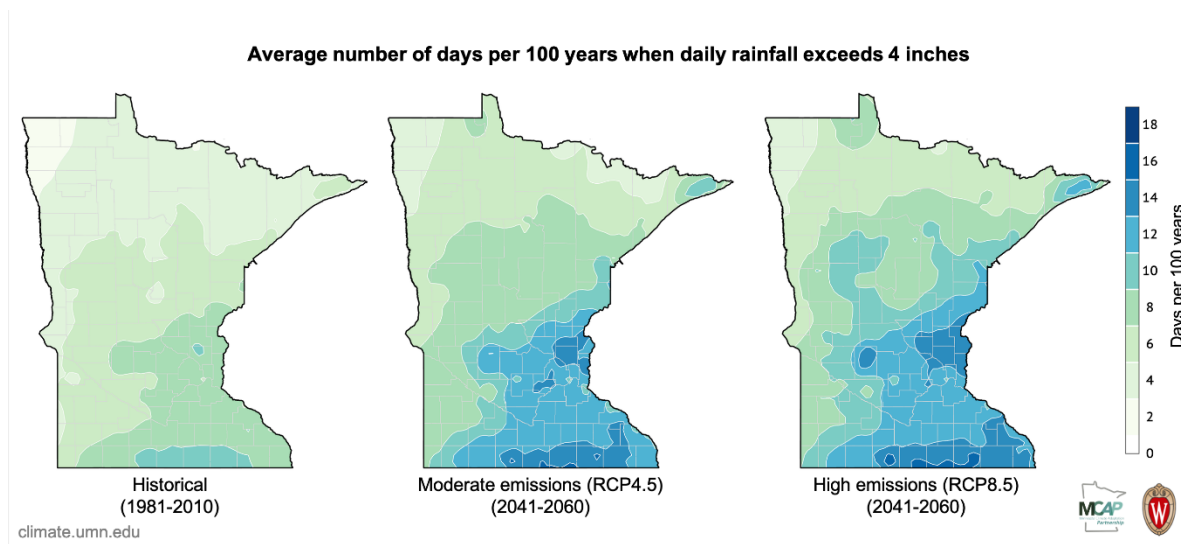 Average number of days per 100 years when daily rainfall exceeds 4 inches
18
16
14
12
10
8
6
4
2
0
Days per 100 years
Historical
(1981-2010)
Moderate emissions (RCP4.5)
(2041-2060)
High emissions (RCP8.5)
(2041-2060)
climate.umn.edu
MCAP
Partnership
W